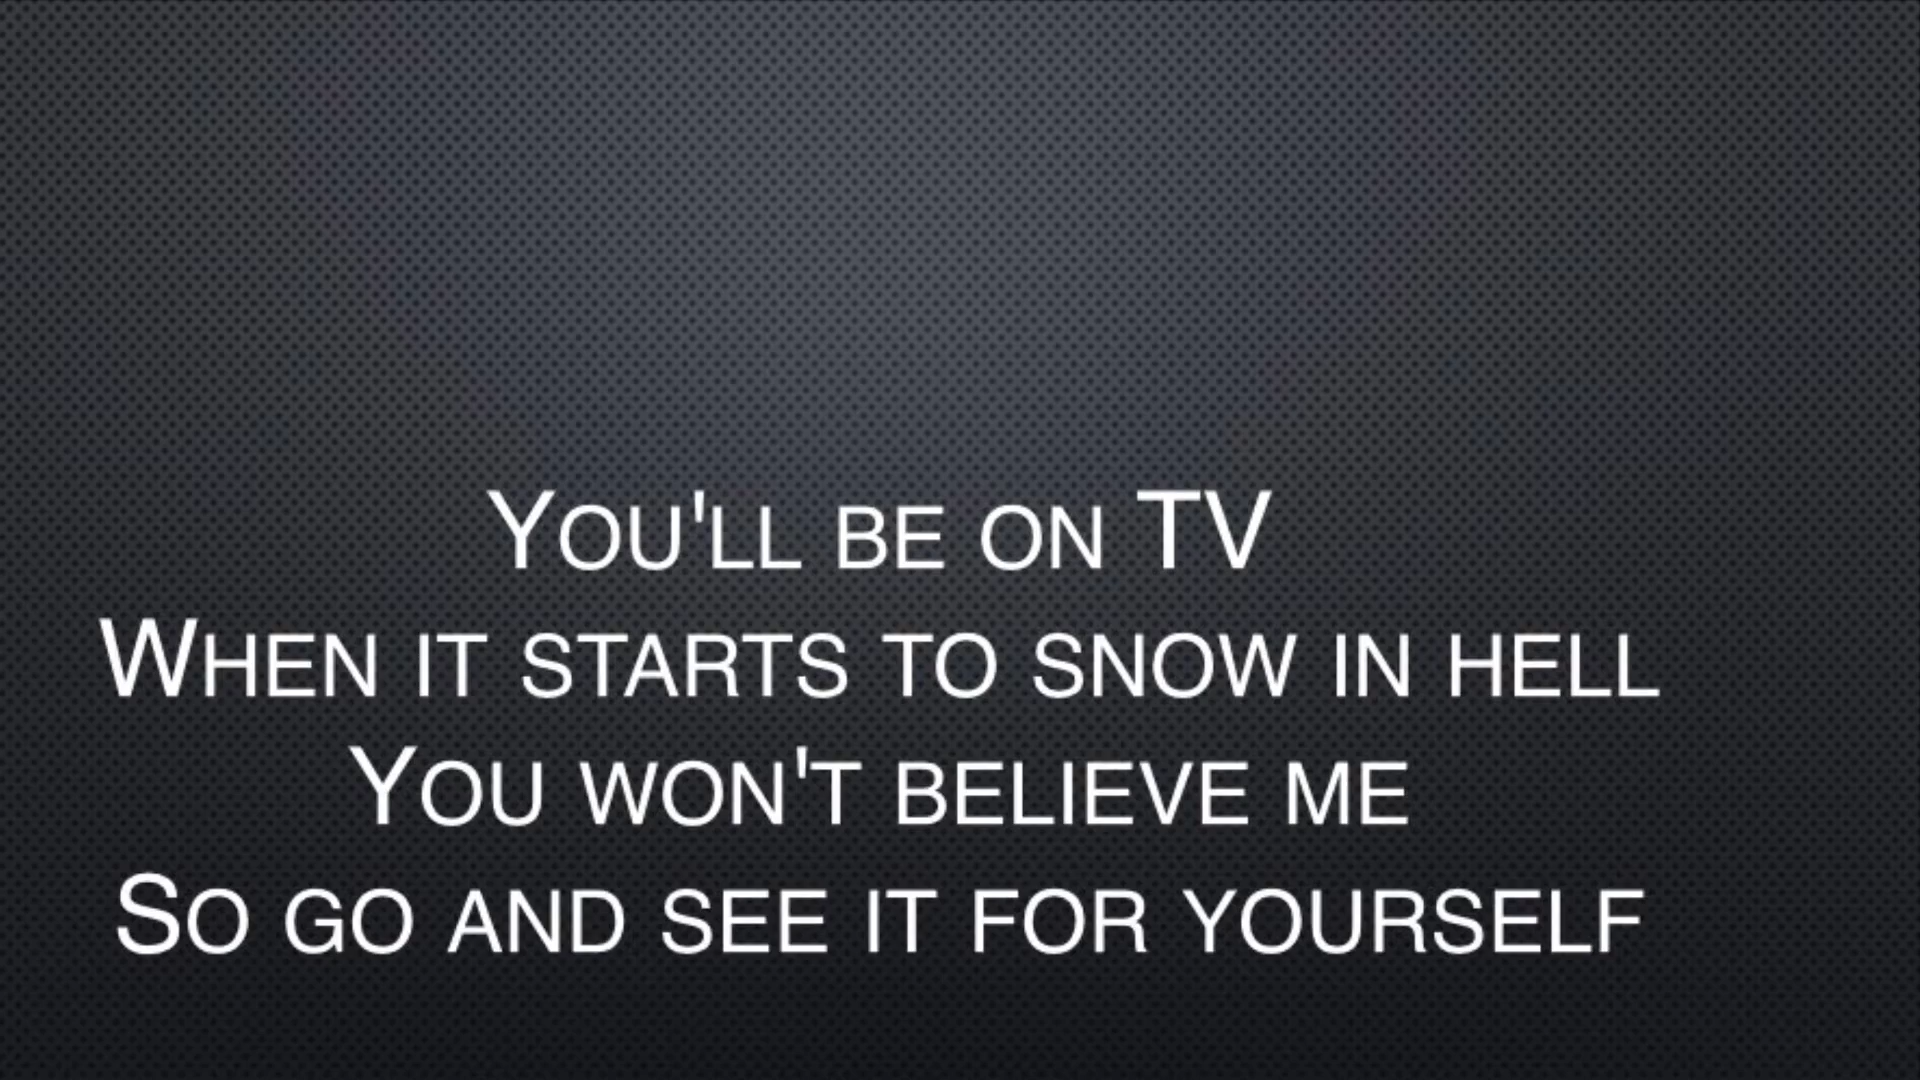 You'll be on TV
When it starts to snow in hell
You won't believe me
So go and see it for yourself